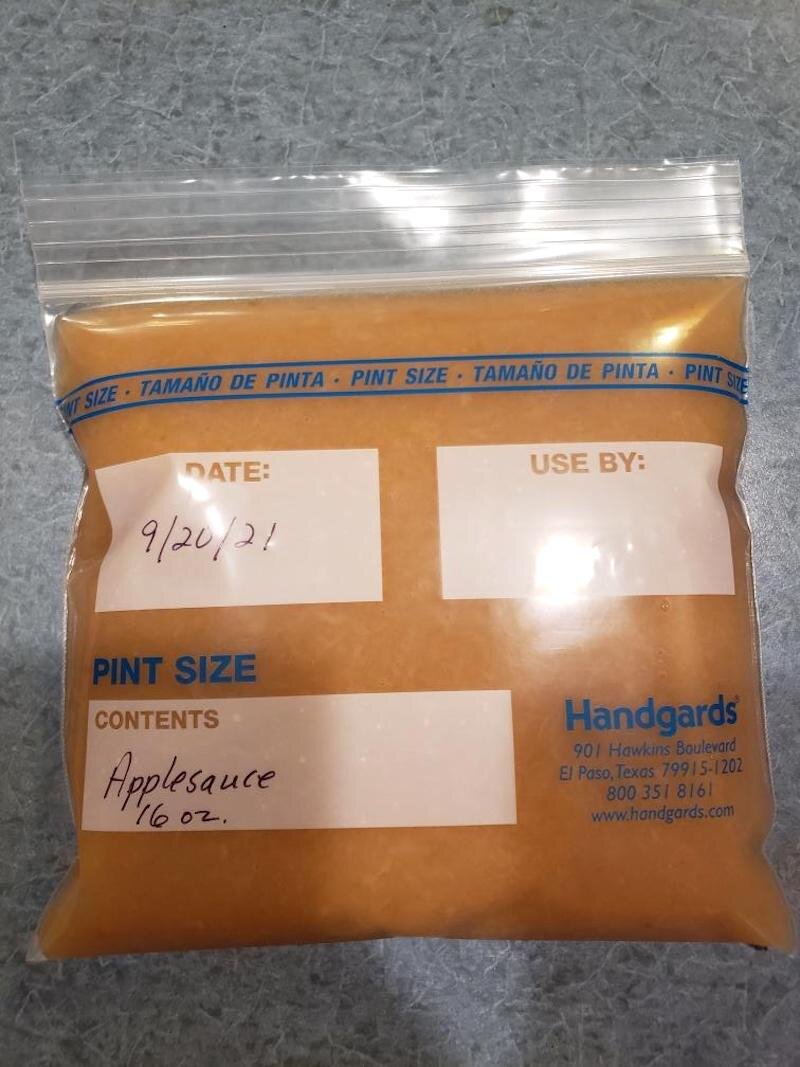 NT SIZE · TAMAÑO DE PINTA · PINT SIZE · TAMAÑO DE PINTA · PINT SIZE
DATE:
9/20/21
USE BY:
PINT SIZE
CONTENTS
Applesauce
16 oz.
Handgards®
901 Hawkins Boulevard
El Paso, Texas 79915-1202
800 351 8161
www.handgards.com